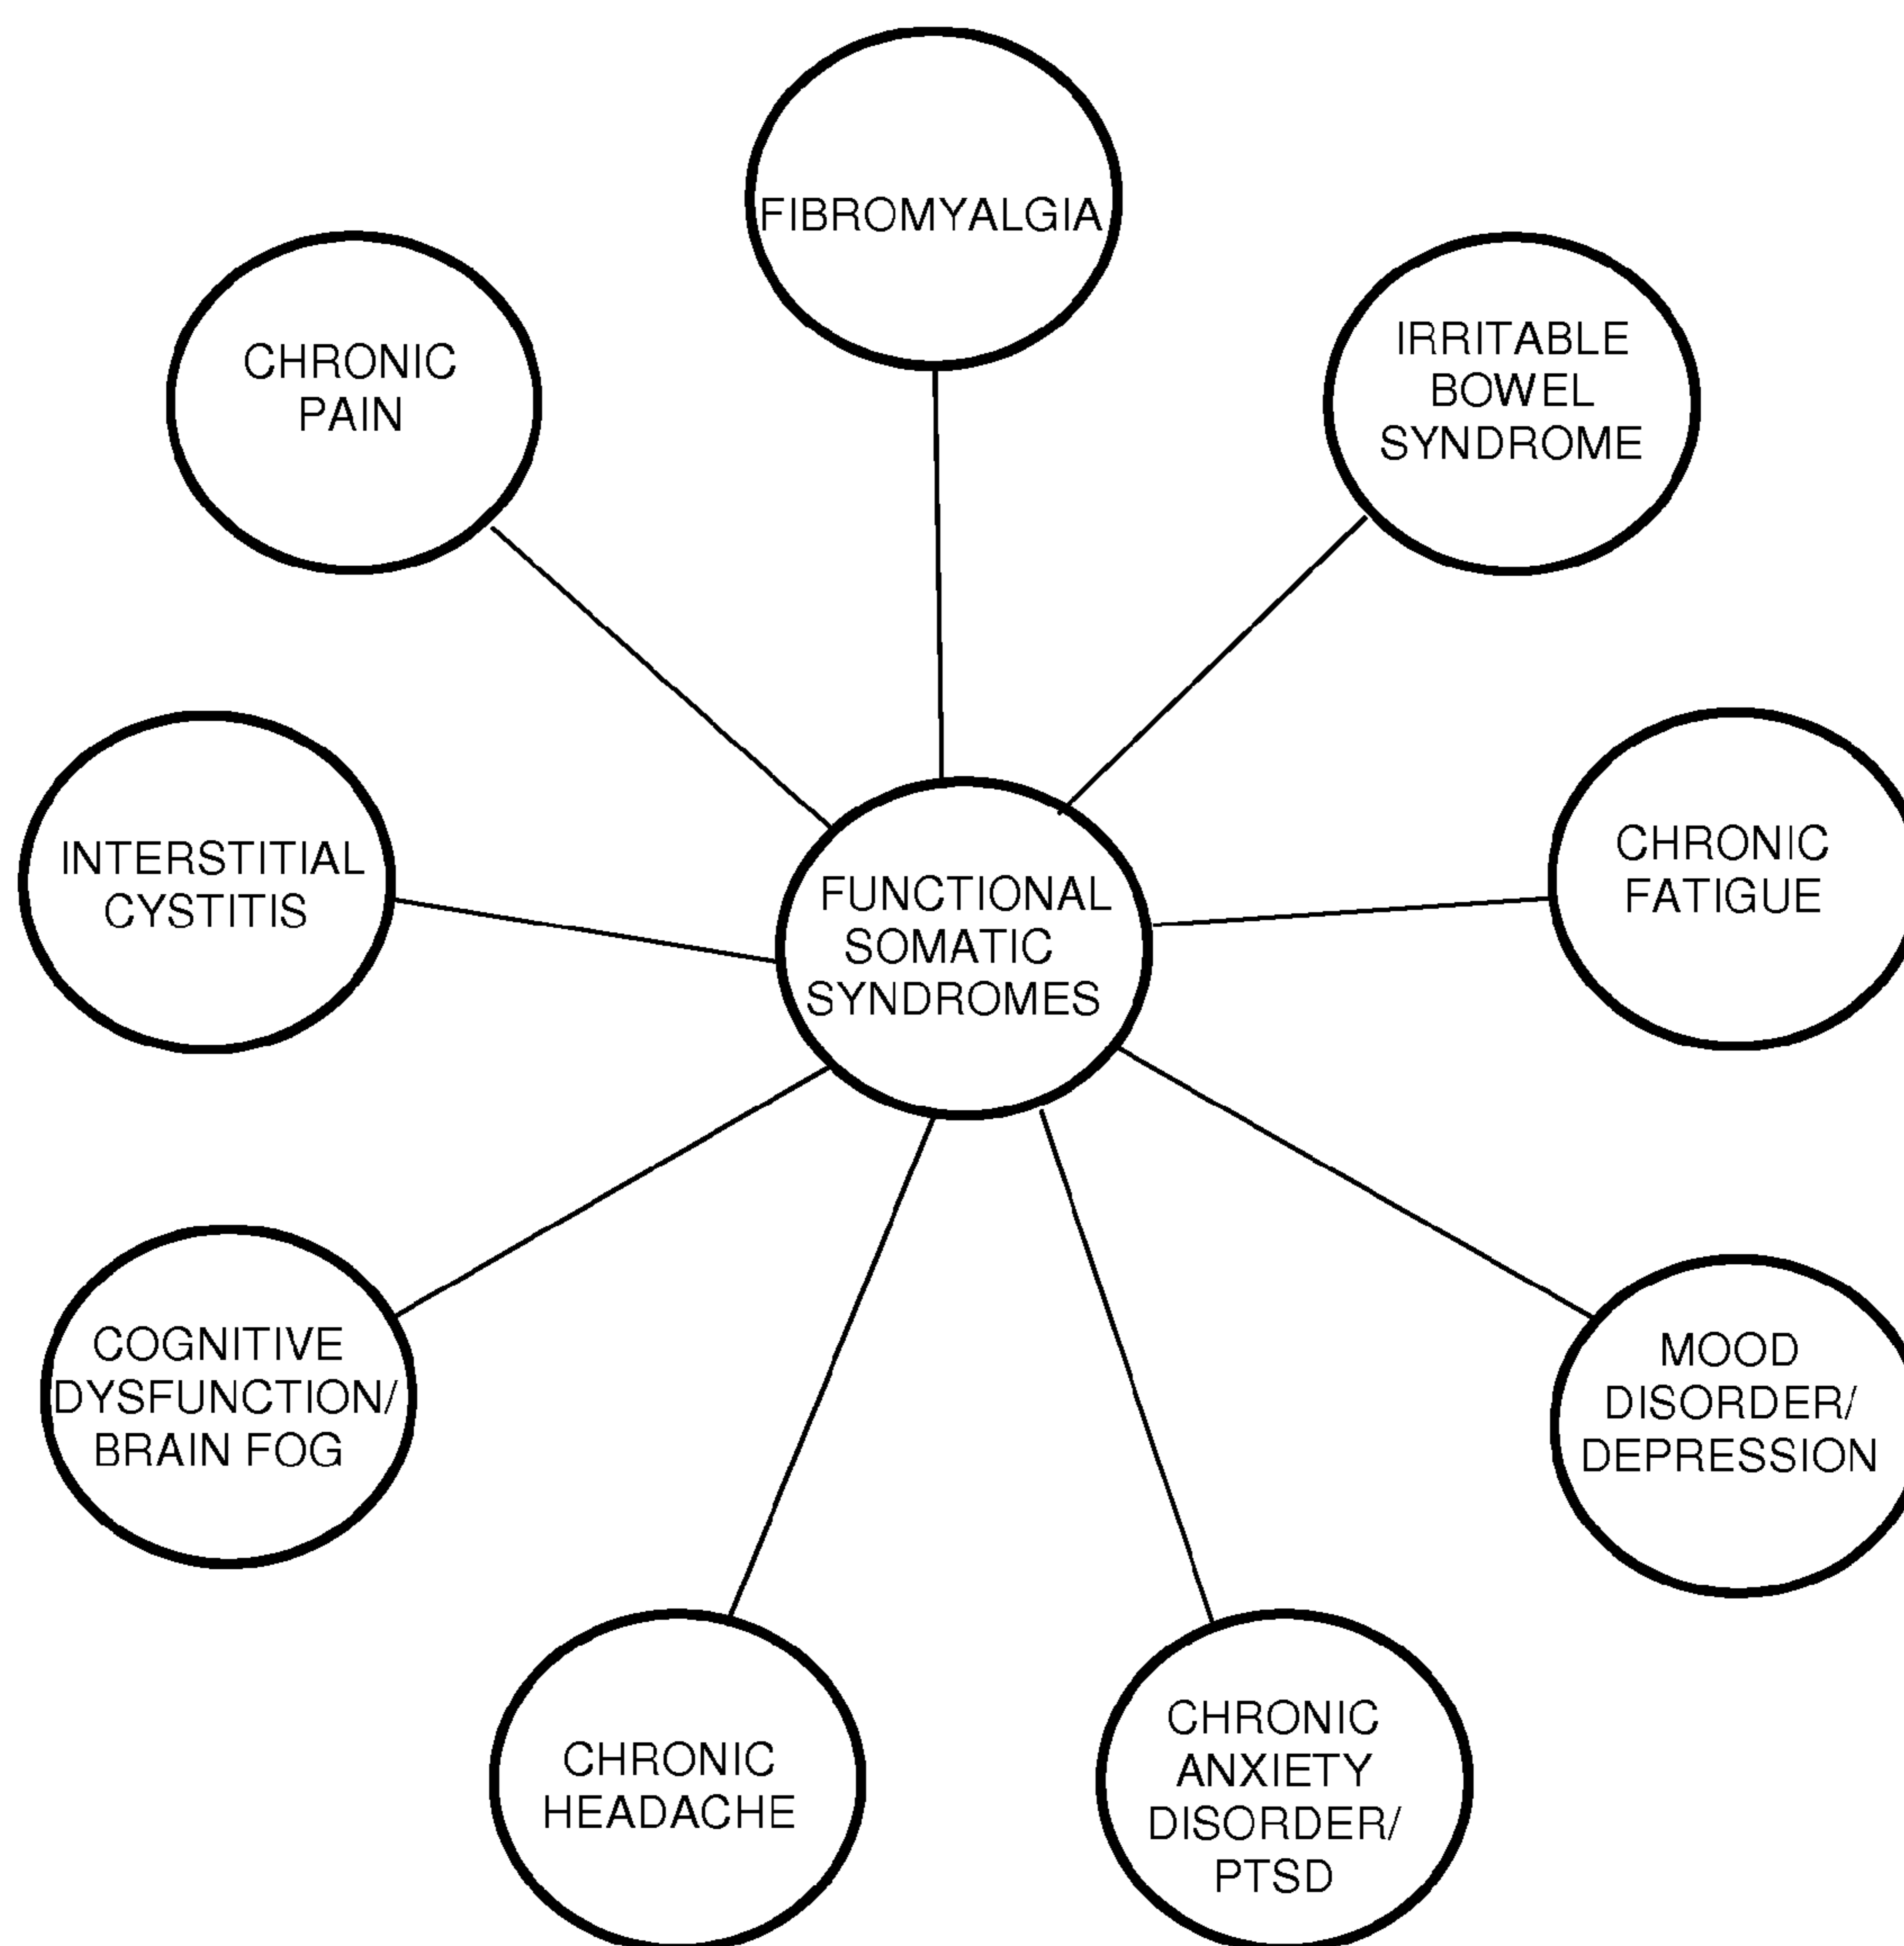 FIBROMYALGIA
CHRONIC
PAIN
IRRITABLE
BOWEL
SYNDROME
INTERSTITIAL
CYSTITIS
FUNCTIONAL
SOMATIC
SYNDROMES
CHRONIC
FATIGUE
COGNITIVE
DYSFUNCTION/
BRAIN FOG
MOOD
DISORDER/
DEPRESSION
CHRONIC
HEADACHE
CHRONIC
ANXIETY
DISORDER/
PTSD